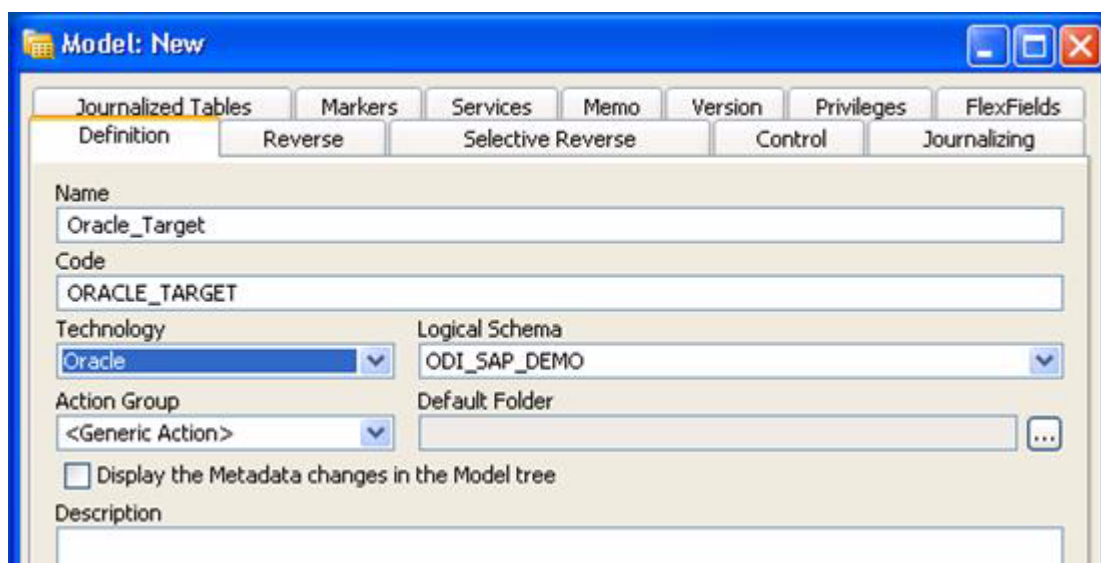 Model: New
Journalized Tables Markers Services Memo Version Privileges FlexFields
Definition Reverse Selective Reverse Control Journalizing
Name
Oracle_Target
Code
ORACLE_TARGET
Technology Logical Schema
Oracle ODI_SAP_DEMO
Action Group Default Folder
<Generic Action> ...
Display the Metadata changes in the Model tree
Description